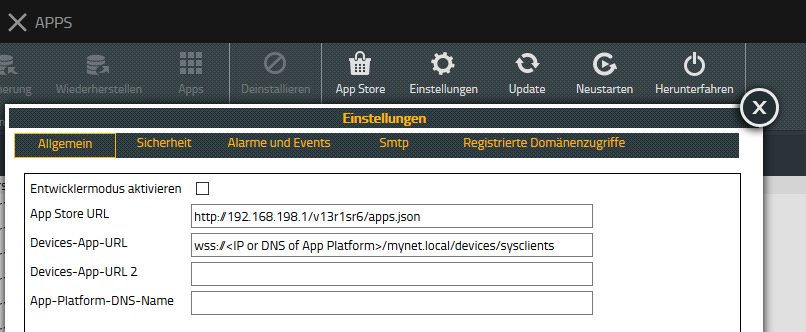 APPS
Wiederherstellen Apps Deinstallieren App Store Einstellungen Update Neustarten Herunterfahren
X
Einstellungen
Allgemein Sicherheit Alarme und Events Smtp Registrierte Domänenzugriffe
Entwicklermodus aktivieren
App Store URL http://192.168.198.1/v13r1sr6/apps.json
Devices-App-URL wss://<IP or DNS of App Platform>/mynet.local/devices/sysclients
Devices-App-URL 2
App-Platform-DNS-Name